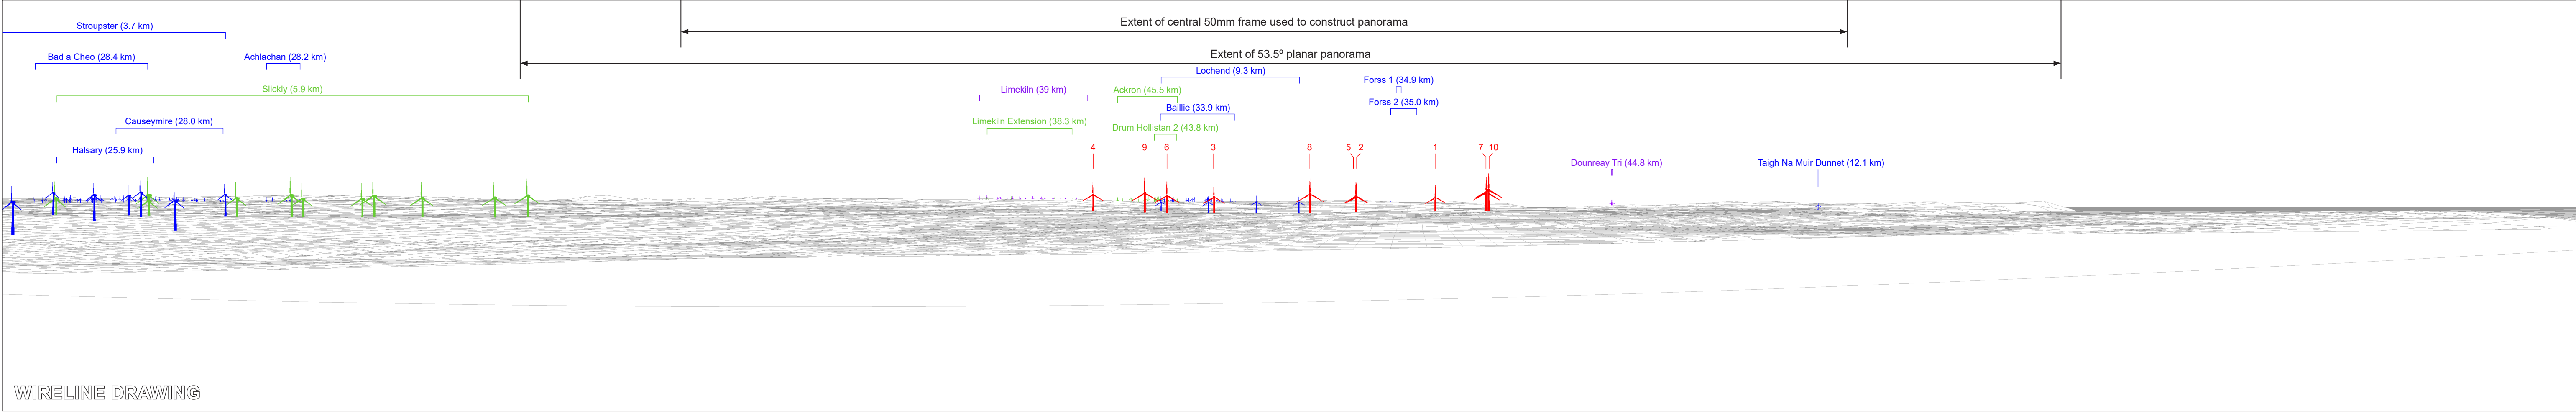 Stroupster (3.7 km)
Extent of central 50mm frame used to construct panorama
Bad a Cheo (28.4 km)
Achlachan (28.2 km)
Extent of 53.5º planar panorama
Lochend (9.3 km)
Forss 1 (34.9 km)
Slickly (5.9 km)
Limekiln (39 km)
Ackron (45.5 km)
Forss 2 (35.0 km)
Baillie (33.9 km)
Causeymire (28.0 km)
Limekiln Extension (38.3 km)
Drum Hollistan 2 (43.8 km)
Halsary (25.9 km)
4 9 6 3 8 5 2 1 7 10
Dounreay Tri (44.8 km)
Taigh Na Muir Dunnet (12.1 km)
WIRELINE DRAWING